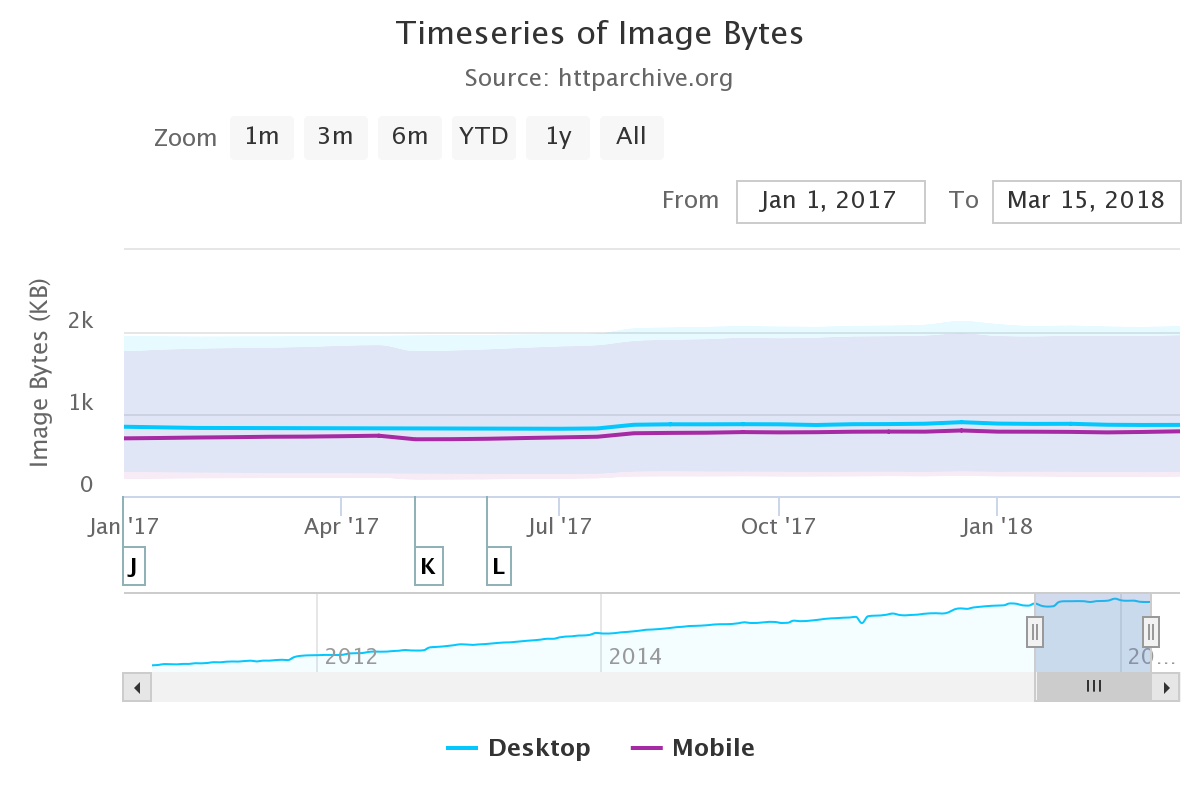 Timeseries of Image Bytes
Source: httparchive.org
Zoom 1m 3m 6m YTD 1y All
From Jan 1, 2017 To Mar 15, 2018
Image Bytes (KB)
2k
1k
0
Jan '17 Apr '17 Jul '17 Oct '17 Jan '18
J K L
2012 2014 20...
Desktop Mobile